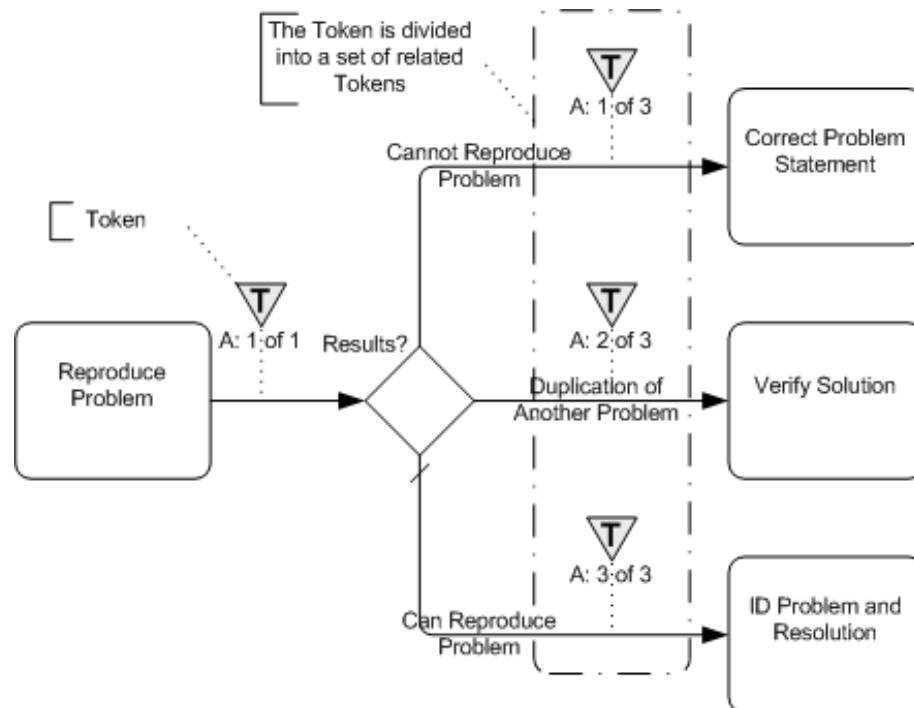 The Token is divided
into a set of related
Tokens
T
A: 1 of 3
Cannot Reproduce
Problem
Correct Problem
Statement
Token
T
A: 1 of 1
Reproduce
Problem
Results?
T
A: 2 of 3
Duplication of
Another Problem
Verify Solution
T
A: 3 of 3
Can Reproduce
Problem
ID Problem and
Resolution